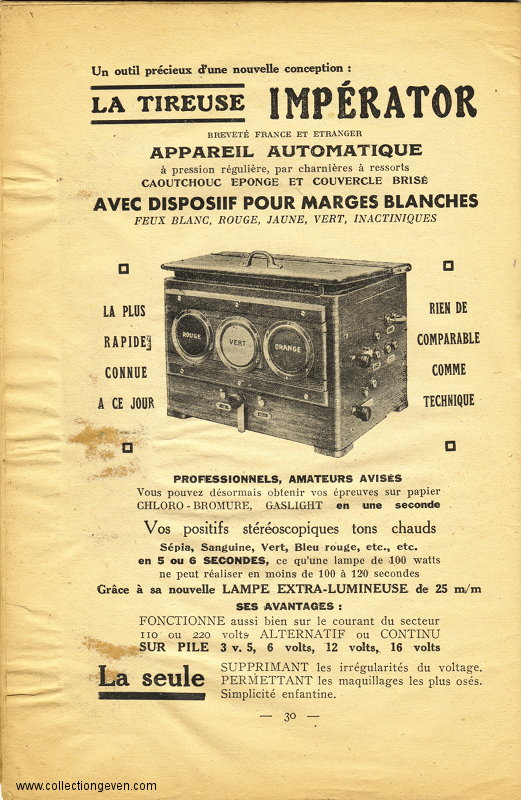 Un outil précieux d'une nouvelle conception :
LA TIREUSE IMPÉRATOR
BREVETÉ FRANCE ET ETRANGER
APPAREIL AUTOMATIQUE
à pression régulière, par charnières à ressorts
CAOUTCHOUC EPONGE ET COUVERCLE BRISÉ
AVEC DISPOSIIF POUR MARGES BLANCHES
FEUX BLANC, ROUGE, JAUNE, VERT, INACTINIQUES
LA PLUS
RAPIDE
CONNUE
A CE JOUR
ROUGE
VERT
ORANGE
RIEN DE
COMPARABLE
COMME
TECHNIQUE
PROFESSIONNELS, AMATEURS AVISÉS
Vous pouvez désormais obtenir vos épreuves sur papier
CHLORO-BROMURE, GASLIGHT en une seconde
Vos positifs stéréoscopiques tons chauds
Sépia, Sanguine, Vert, Bleu rouge, etc., etc.
en 5 ou 6 SECONDES, ce qu'une lampe de 100 watts
ne peut réaliser en moins de 100 à 120 secondes
Grâce à sa nouvelle LAMPE EXTRA-LUMINEUSE de 25 m/m
SES AVANTAGES :
FONCTIONNE aussi bien sur le courant du secteur
110 ou 220 volts ALTERNATIF ou CONTINU
SUR PILE 3 v. 5, 6 volts, 12 volts, 16 volts
La seule
SUPPRIMANT les irrégularités du voltage.
PERMETTANT les maquillages les plus osés.
Simplicité enfantine.
— 30 —
www.collectiongeven.com